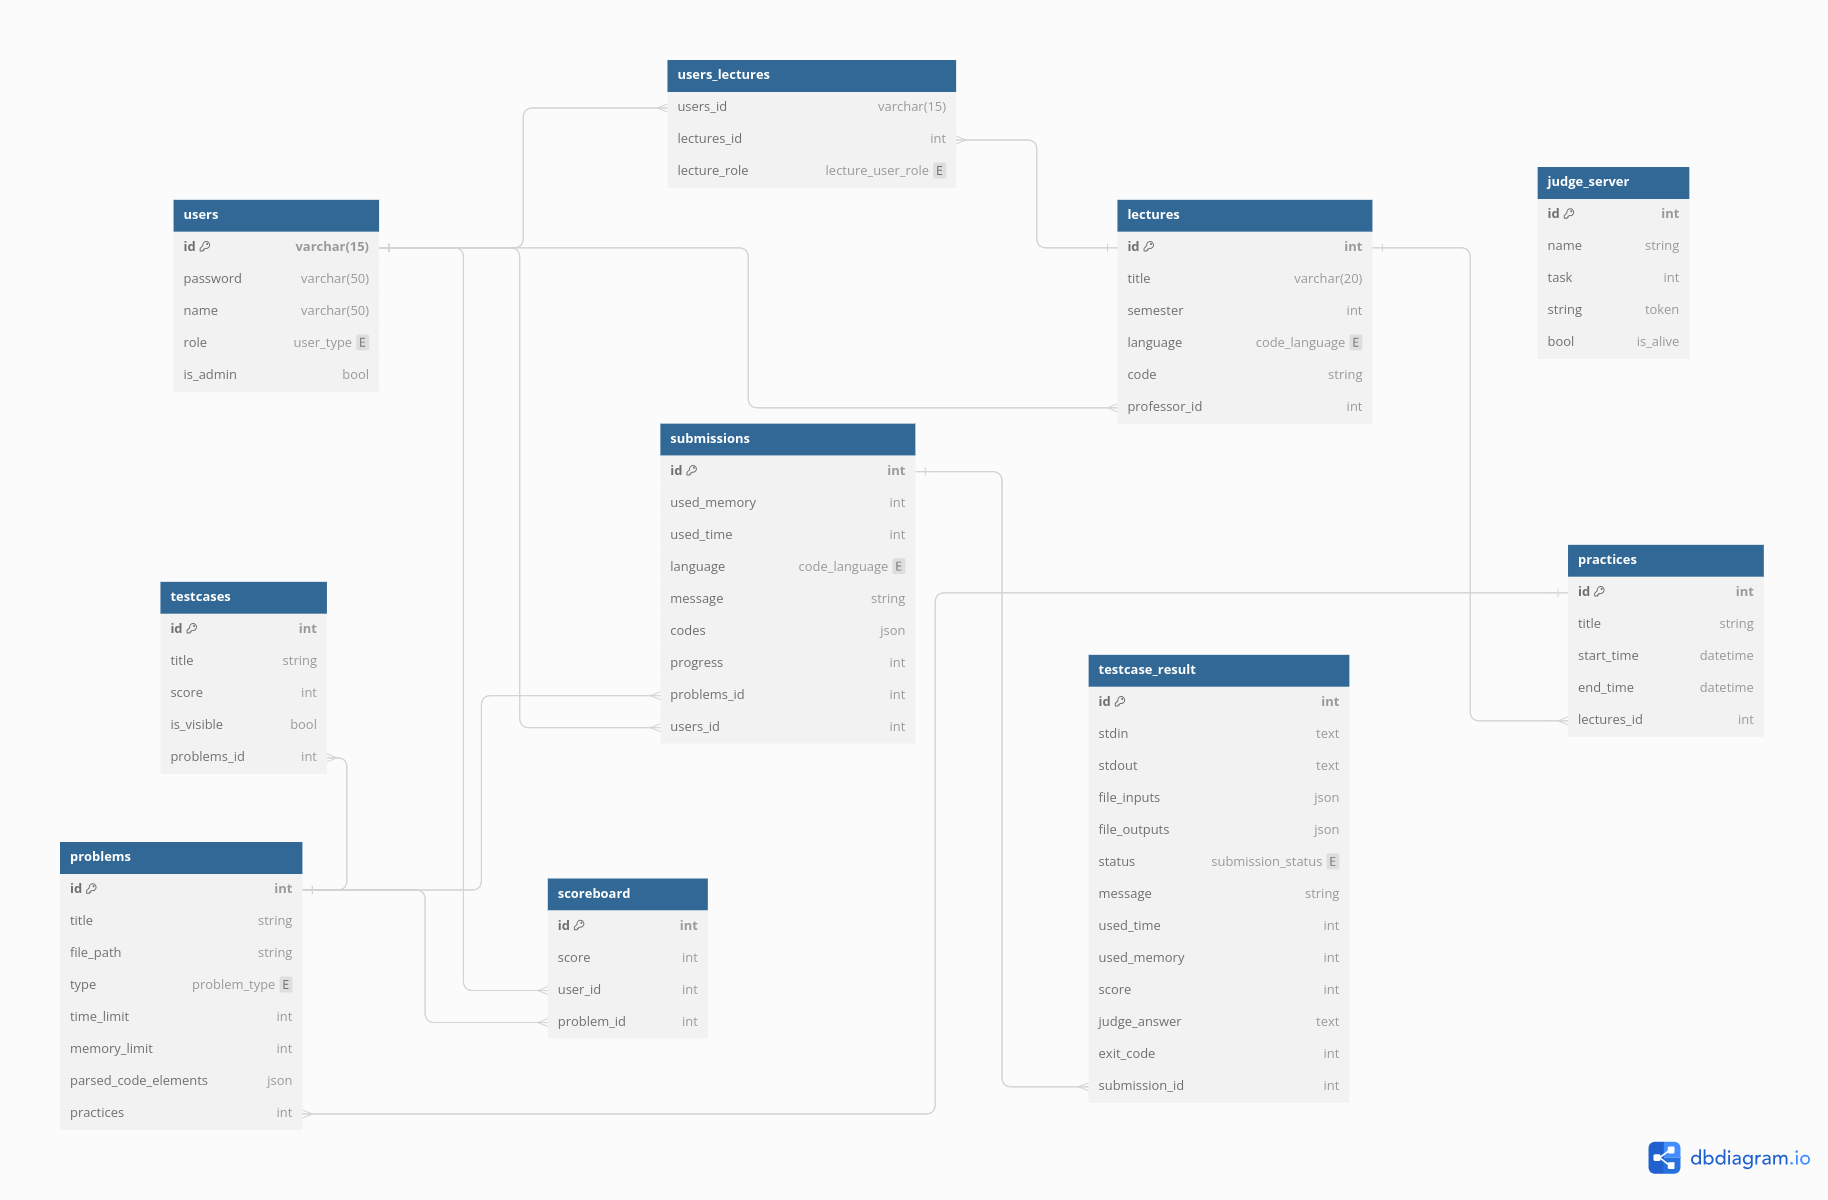 users_lectures
users_id varchar(15)
lectures_id int
lecture_role lecture_user_role E
judge_server
id int
name string
task int
string token
bool is_alive
users
id varchar(15)
password varchar(50)
name varchar(50)
role user_type E
is_admin bool
lectures
id int
title varchar(20)
semester int
language code_language E
code string
professor_id int
submissions
id int
used_memory int
used_time int
language code_language E
message string
codes json
progress int
problems_id int
users_id int
practices
id int
title string
start_time datetime
end_time datetime
lectures_id int
testcases
id int
title string
score int
is_visible bool
problems_id int
testcase_result
id int
stdin text
stdout text
file_inputs json
file_outputs json
status submission_status E
message string
used_time int
used_memory int
score int
judge_answer text
exit_code int
submission_id int
problems
id int
title string
file_path string
type problem_type E
time_limit int
memory_limit int
parsed_code_elements json
practices int
scoreboard
id int
score int
user_id int
problem_id int
dbdiagram.io